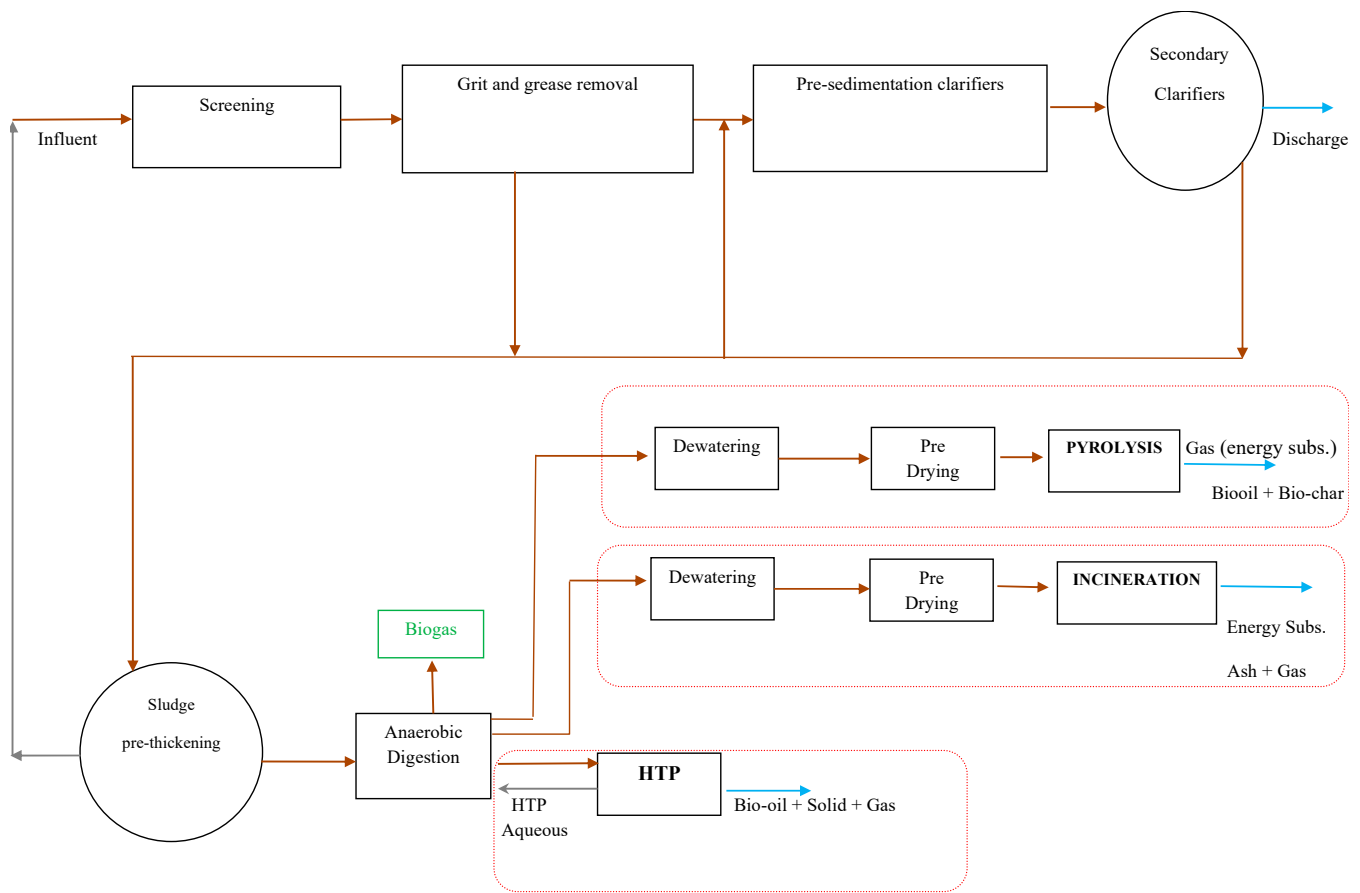 Secondary
Clarifiers
Grit and grease removal
Pre-sedimentation clarifiers
Screening
Influent
Discharge
Dewatering
Pre
Drying
PYROLYSIS
Gas (energy subs.)
Biooil + Bio-char
Dewatering
Pre
Drying
INCINERATION
Energy Subs.
Ash + Gas
Biogas
Sludge
pre-thickening
Anaerobic
Digestion
HTP
HTP
Aqueous
Bio-oil + Solid + Gas